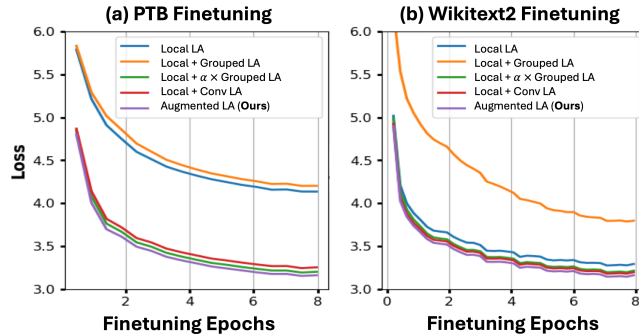 (a) PTB Finetuning
(b) Wikitext2 Finetuning
Loss
6.0
5.5
5.0
4.5
4.0
3.5
3.0
2
4
6
8
Finetuning Epochs
Local LA
Local + Grouped LA
Local + α × Grouped LA
Local + Conv LA
Augmented LA (Ours)
6.0
5.5
5.0
4.5
4.0
3.5
3.0
0
2
4
6
8
Finetuning Epochs
Local LA
Local + Grouped LA
Local + α × Grouped LA
Local + Conv LA
Augmented LA (Ours)